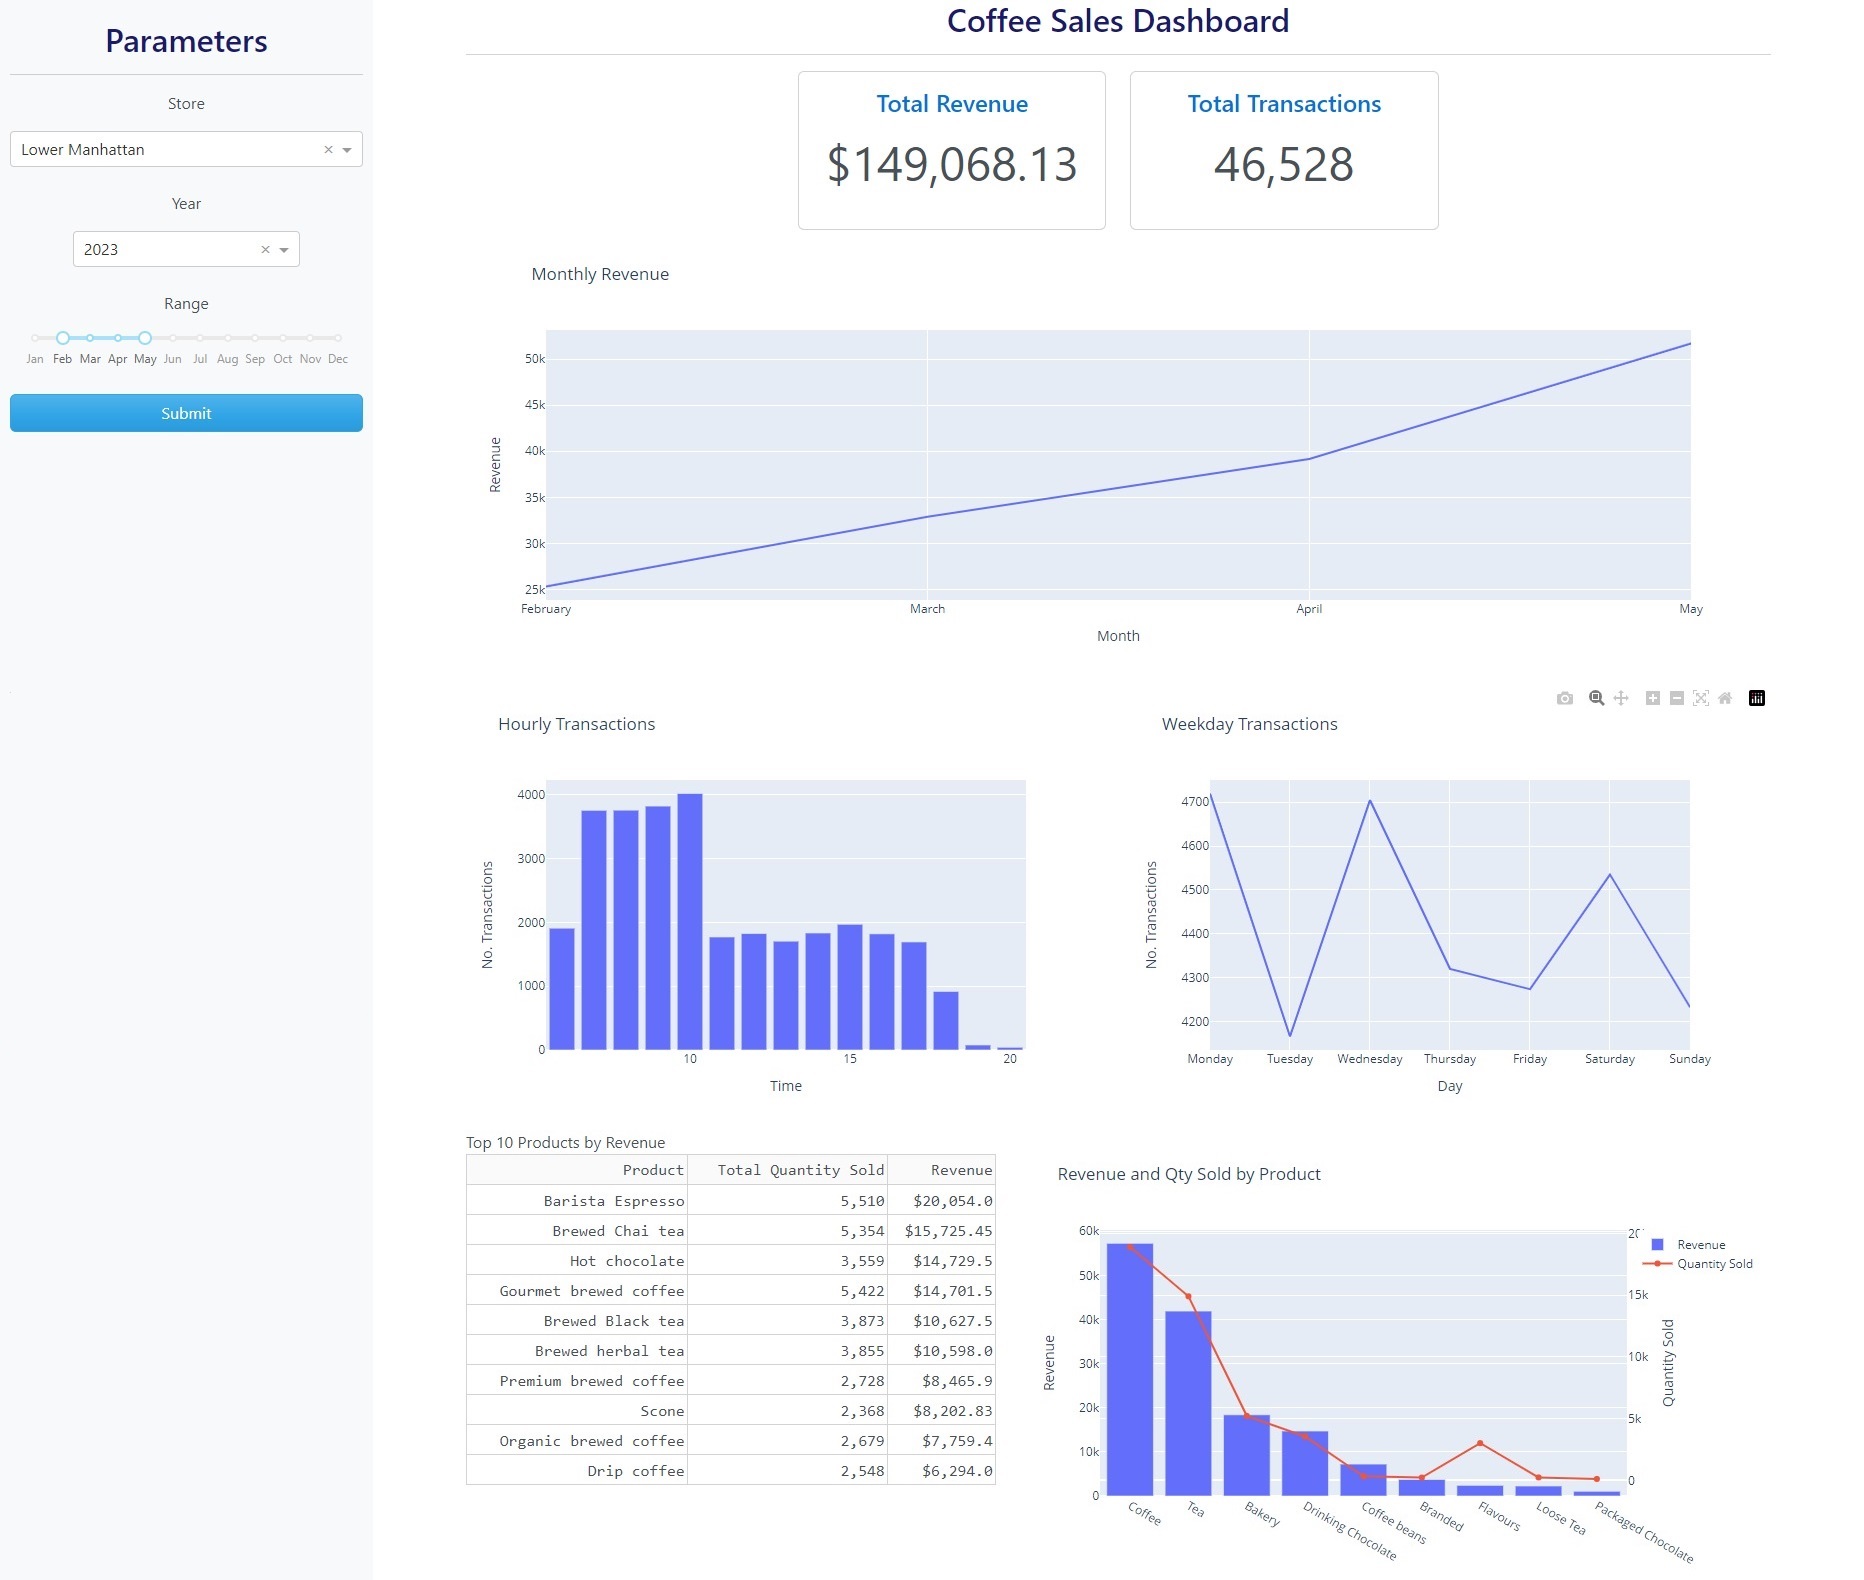 Parameters
Store
Lower Manhattan
Year
2023
Range
Jan Feb Mar Apr May Jun Jul Aug Sep Oct Nov Dec
Submit
Coffee Sales Dashboard
Total Revenue
$149,068.13
Total Transactions
46,528
Monthly Revenue
50k
45k
40k
35k
30k
25k
Revenue
February March April May
Month
Hourly Transactions
4000
3000
2000
1000
0
No. Transactions
10 15 20
Time
Weekday Transactions
4700
4600
4500
4400
4300
4200
No. Transactions
Monday Tuesday Wednesday Thursday Friday Saturday Sunday
Day
Top 10 Products by Revenue
Product Total Quantity Sold Revenue
Barista Espresso 5,510 $20,054.0
Brewed Chai tea 5,354 $15,725.45
Hot chocolate 3,559 $14,729.5
Gourmet brewed coffee 5,422 $14,701.5
Brewed Black tea 3,873 $10,627.5
Brewed herbal tea 3,855 $10,598.0
Premium brewed coffee 2,728 $8,465.9
Scone 2,368 $8,202.83
Organic brewed coffee 2,679 $7,759.4
Drip coffee 2,548 $6,294.0
Revenue and Qty Sold by Product
60k
50k
40k
30k
20k
10k
0
Revenue
Coffee Tea Bakery Drinking Chocolate Coffee beans Branded Flavours Loose Tea Packaged Chocolate
15k
10k
5k
0
Quantity Sold
Revenue
Quantity Sold